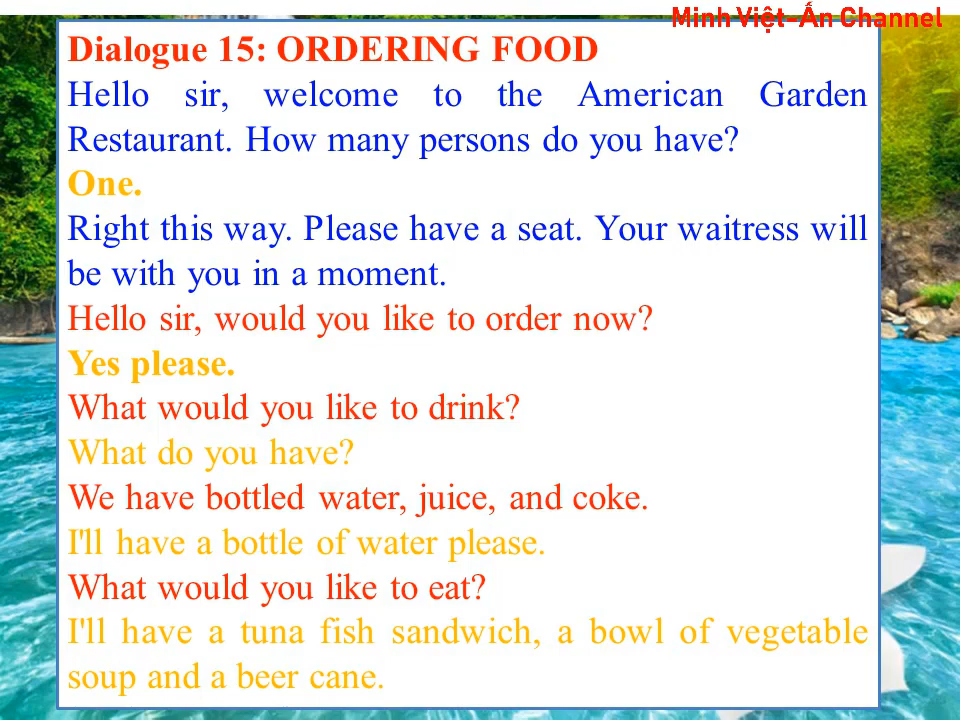 Minh Việt-Ấn Channel
Dialogue 15: ORDERING FOOD
Hello sir, welcome to the American Garden
Restaurant. How many persons do you have?
One.
Right this way. Please have a seat. Your waitress will
be with you in a moment.
Hello sir, would you like to order now?
Yes please.
What would you like to drink?
What do you have?
We have bottled water, juice, and coke.
I'll have a bottle of water please.
What would you like to eat?
I'll have a tuna fish sandwich, a bowl of vegetable
soup and a beer cane.